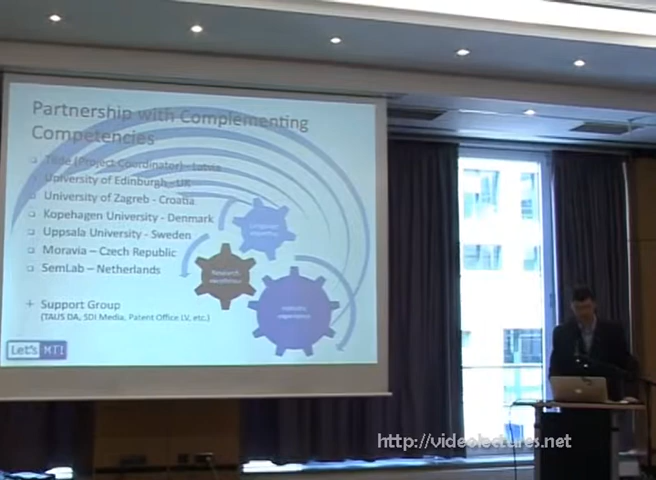 Partnership with Complementing
Competencies
Tilde (Project Coordinator) - Latvia
University of Edinburgh - UK
University of Zagreb - Croatia
Kopehagen University - Denmark
Uppsala University - Sweden
Moravia – Czech Republic
SemLab – Netherlands
+ Support Group
(TAUS DA, SDI Media, Patent Office LV, etc.)
Let's MT!
http://videolectures.net